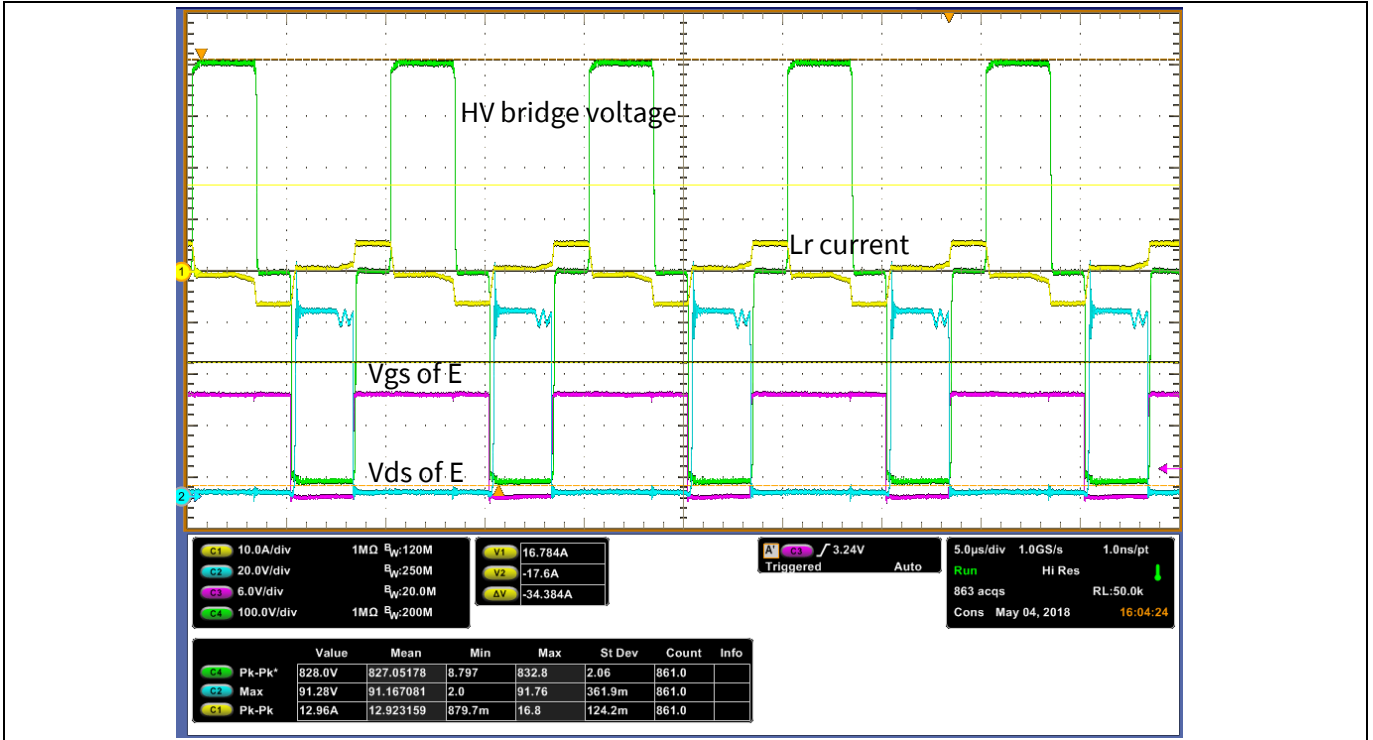 HV bridge voltage
Lr current
1
Vgs of E
Vds of E
2
C1 10.0A/div 1MΩ BW:120M
C2 20.0V/div BW:250M
C3 6.0V/div BW:20.0M
C4 100.0V/div 1MΩ BW:200M
V1 16.784A
V2 -17.6A
ΔV -34.384A
A' C3 3.24V
Triggered Auto
5.0µs/div 1.0GS/s 1.0ns/pt
Run Hi Res
863 acqs RL:50.0k
Cons May 04, 2018 16:04:24
Value Mean Min Max St Dev Count Info
C4 Pk-Pk* 828.0V 827.05178 8.797 832.8 2.06 861.0
C2 Max 91.28V 91.167081 2.0 91.76 361.9m 861.0
C1 Pk-Pk 12.96A 12.923159 879.7m 16.8 124.2m 861.0